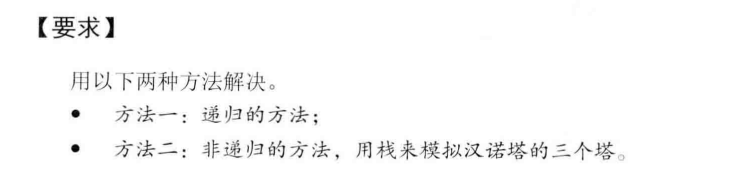 【要求】
用以下两种方法解决。
• 方法一：递归的方法；
• 方法二：非递归的方法，用栈来模拟汉诺塔的三个塔。